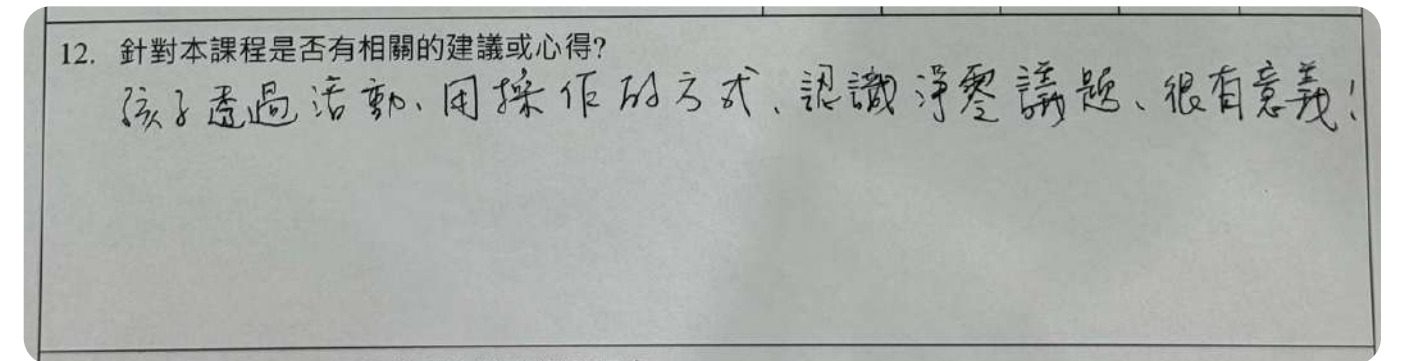 12. 針對本課程是否有相關的建議或心得?
孩子透過活動、用操作的方式、認識淨零議題、很有意義！